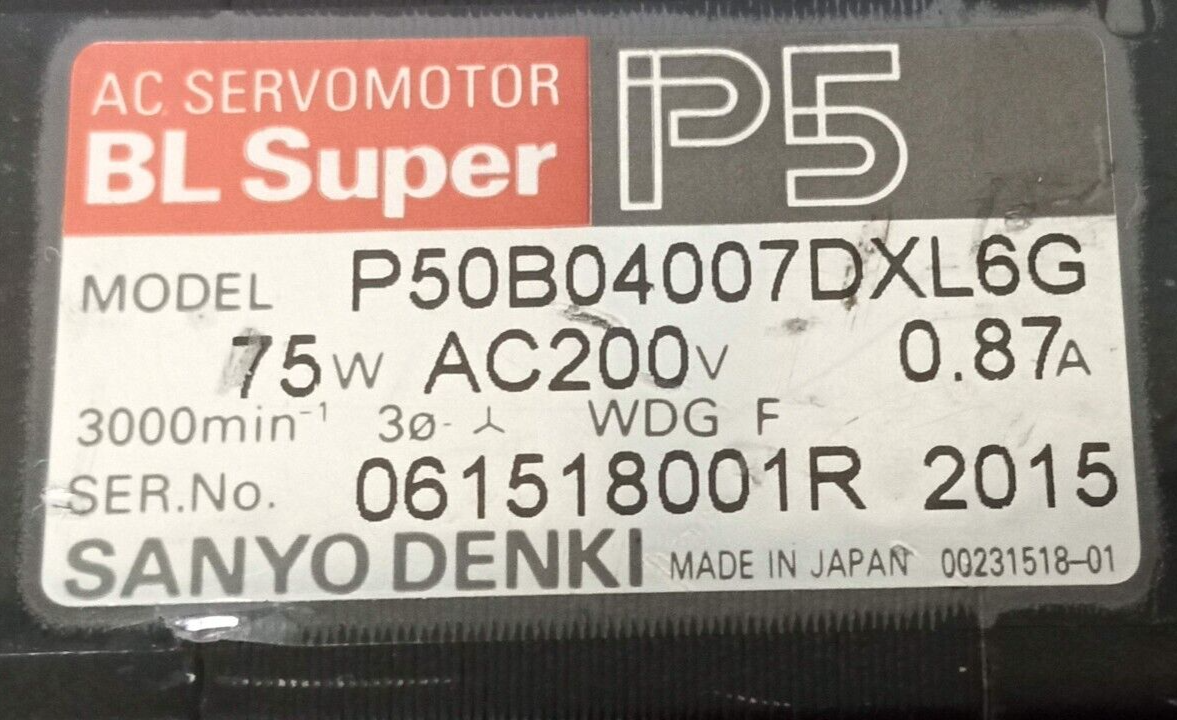 AC SERVOMOTOR
BL Super
P5
MODEL P50B04007DXL6G
75W AC200V 0.87A
3000min⁻¹ 3ø- ⅄ WDG F
SER.No. 061518001R 2015
SANYO DENKI MADE IN JAPAN 00231518-01